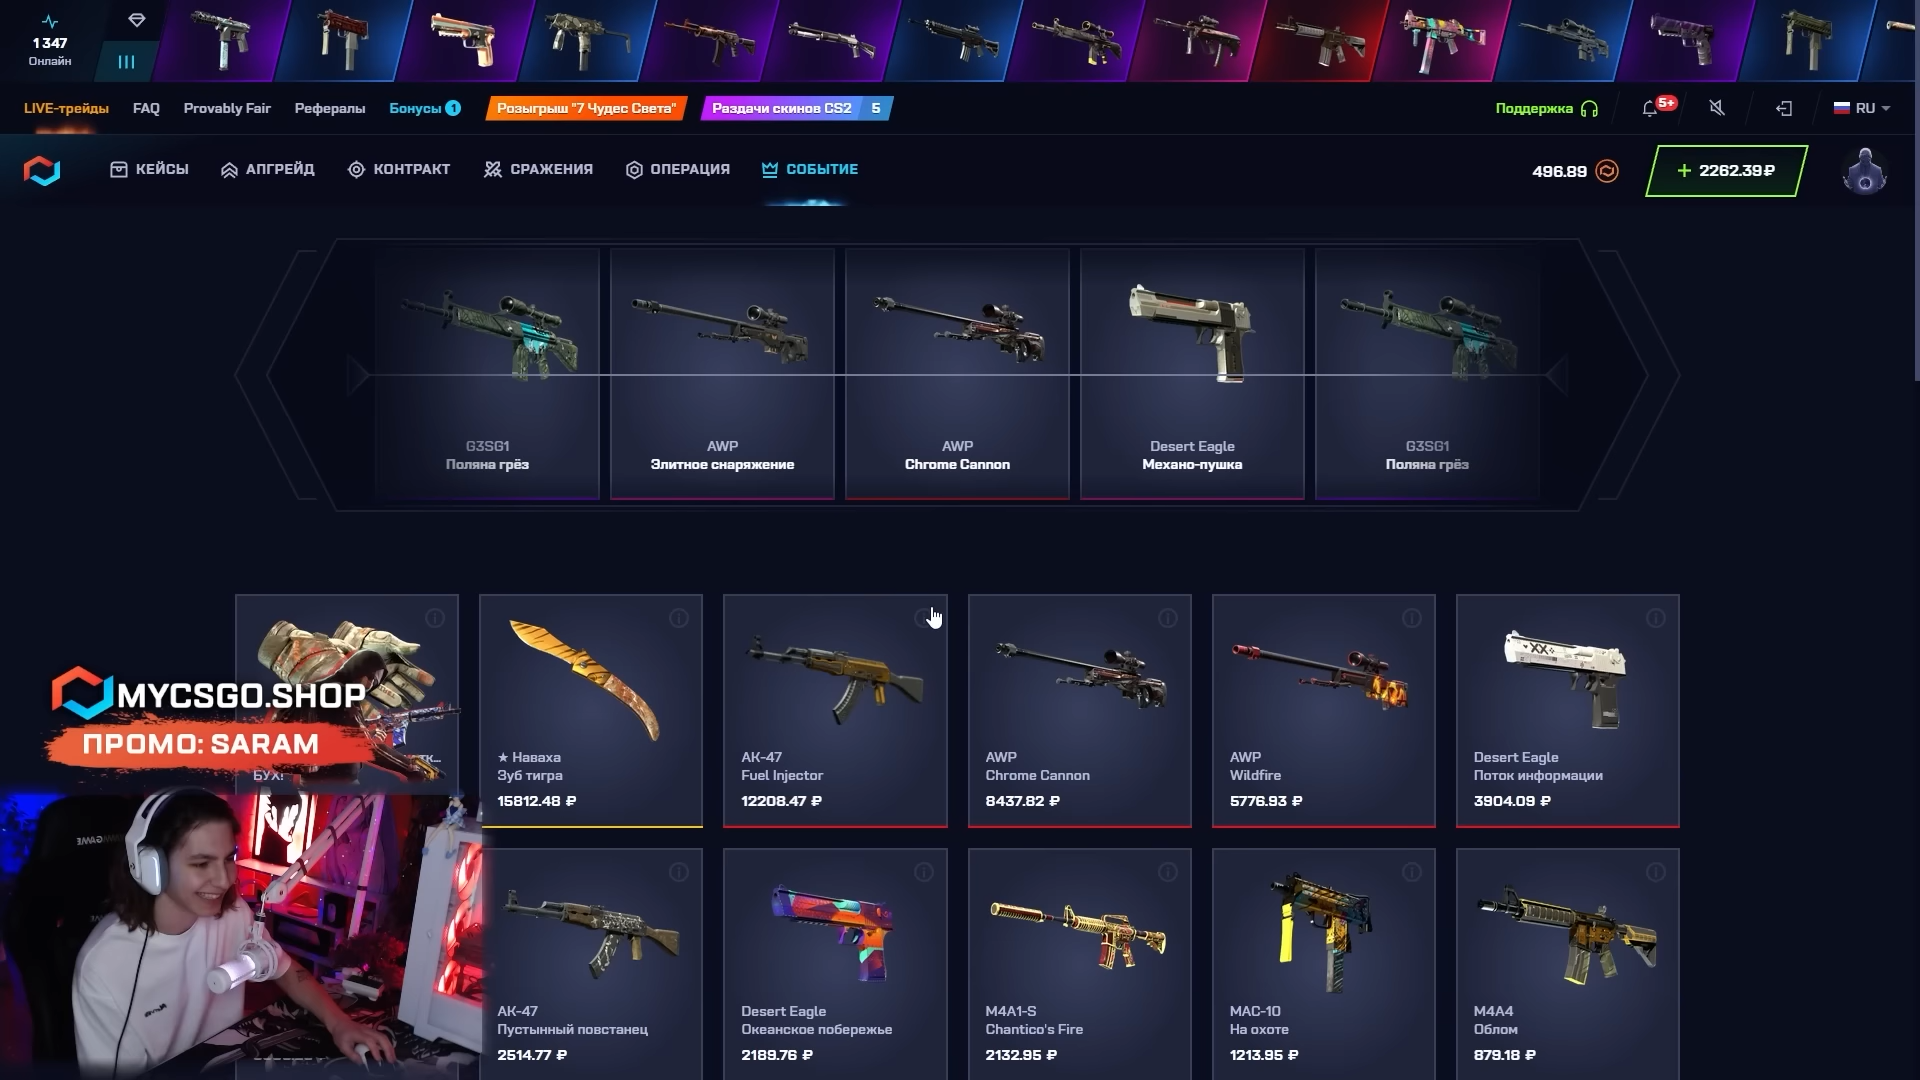 1 347
Онлайн
LIVE-трейды
FAQ
Provably Fair
Рефералы
Бонусы 1
Розыгрыш "7 Чудес Света"
Раздачи скинов CS2 5
Поддержка
5+
RU
КЕЙСЫ
АПГРЕЙД
КОНТРАКТ
СРАЖЕНИЯ
ОПЕРАЦИЯ
СОБЫТИЕ
496.89
+ 2262.39 ₽
G3SG1
Поляна грёз
AWP
Элитное снаряжение
AWP
Chrome Cannon
Desert Eagle
Механо-пушка
G3SG1
Поляна грёз
MYCSGO.SHOP
ПРОМО: SARAM
БУХ!
★ Наваха
Зуб тигра
15812.48 ₽
AK-47
Fuel Injector
12208.47 ₽
AWP
Chrome Cannon
8437.82 ₽
AWP
Wildfire
5776.93 ₽
Desert Eagle
Поток информации
3904.09 ₽
AK-47
Пустынный повстанец
2514.77 ₽
Desert Eagle
Океанское побережье
2189.76 ₽
M4A1-S
Chantico's Fire
2132.95 ₽
MAC-10
На охоте
1213.95 ₽
M4A4
Облом
879.18 ₽